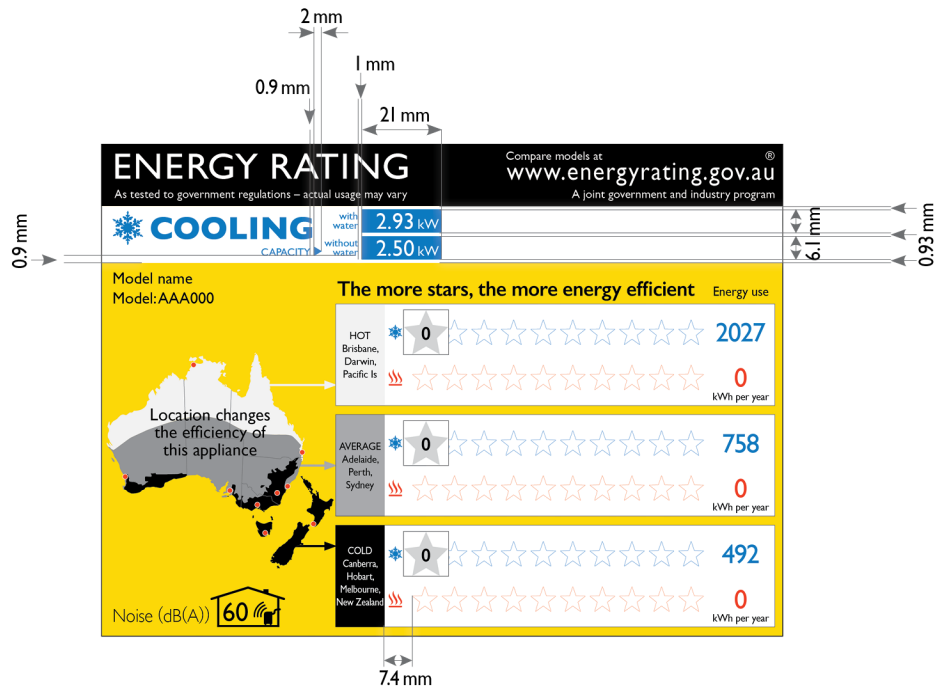 2 mm
1 mm
0.9 mm
21 mm
ENERGY RATING
As tested to government regulations – actual usage may vary
Compare models at
www.energyrating.gov.au®
A joint government and industry program
COOLING
CAPACITY
with
water
2.93 kW
without
water
2.50 kW
0.9 mm
6.1 mm
0.93 mm
Model name
Model: AAA000
The more stars, the more energy efficient
Energy use
HOT
Brisbane,
Darwin,
Pacific Is
0
2027
0
kWh per year
Location changes
the efficiency of
this appliance
AVERAGE
Adelaide,
Perth,
Sydney
0
758
0
kWh per year
COLD
Canberra,
Hobart,
Melbourne,
New Zealand
0
492
0
kWh per year
Noise (dB(A)) 60
7.4 mm